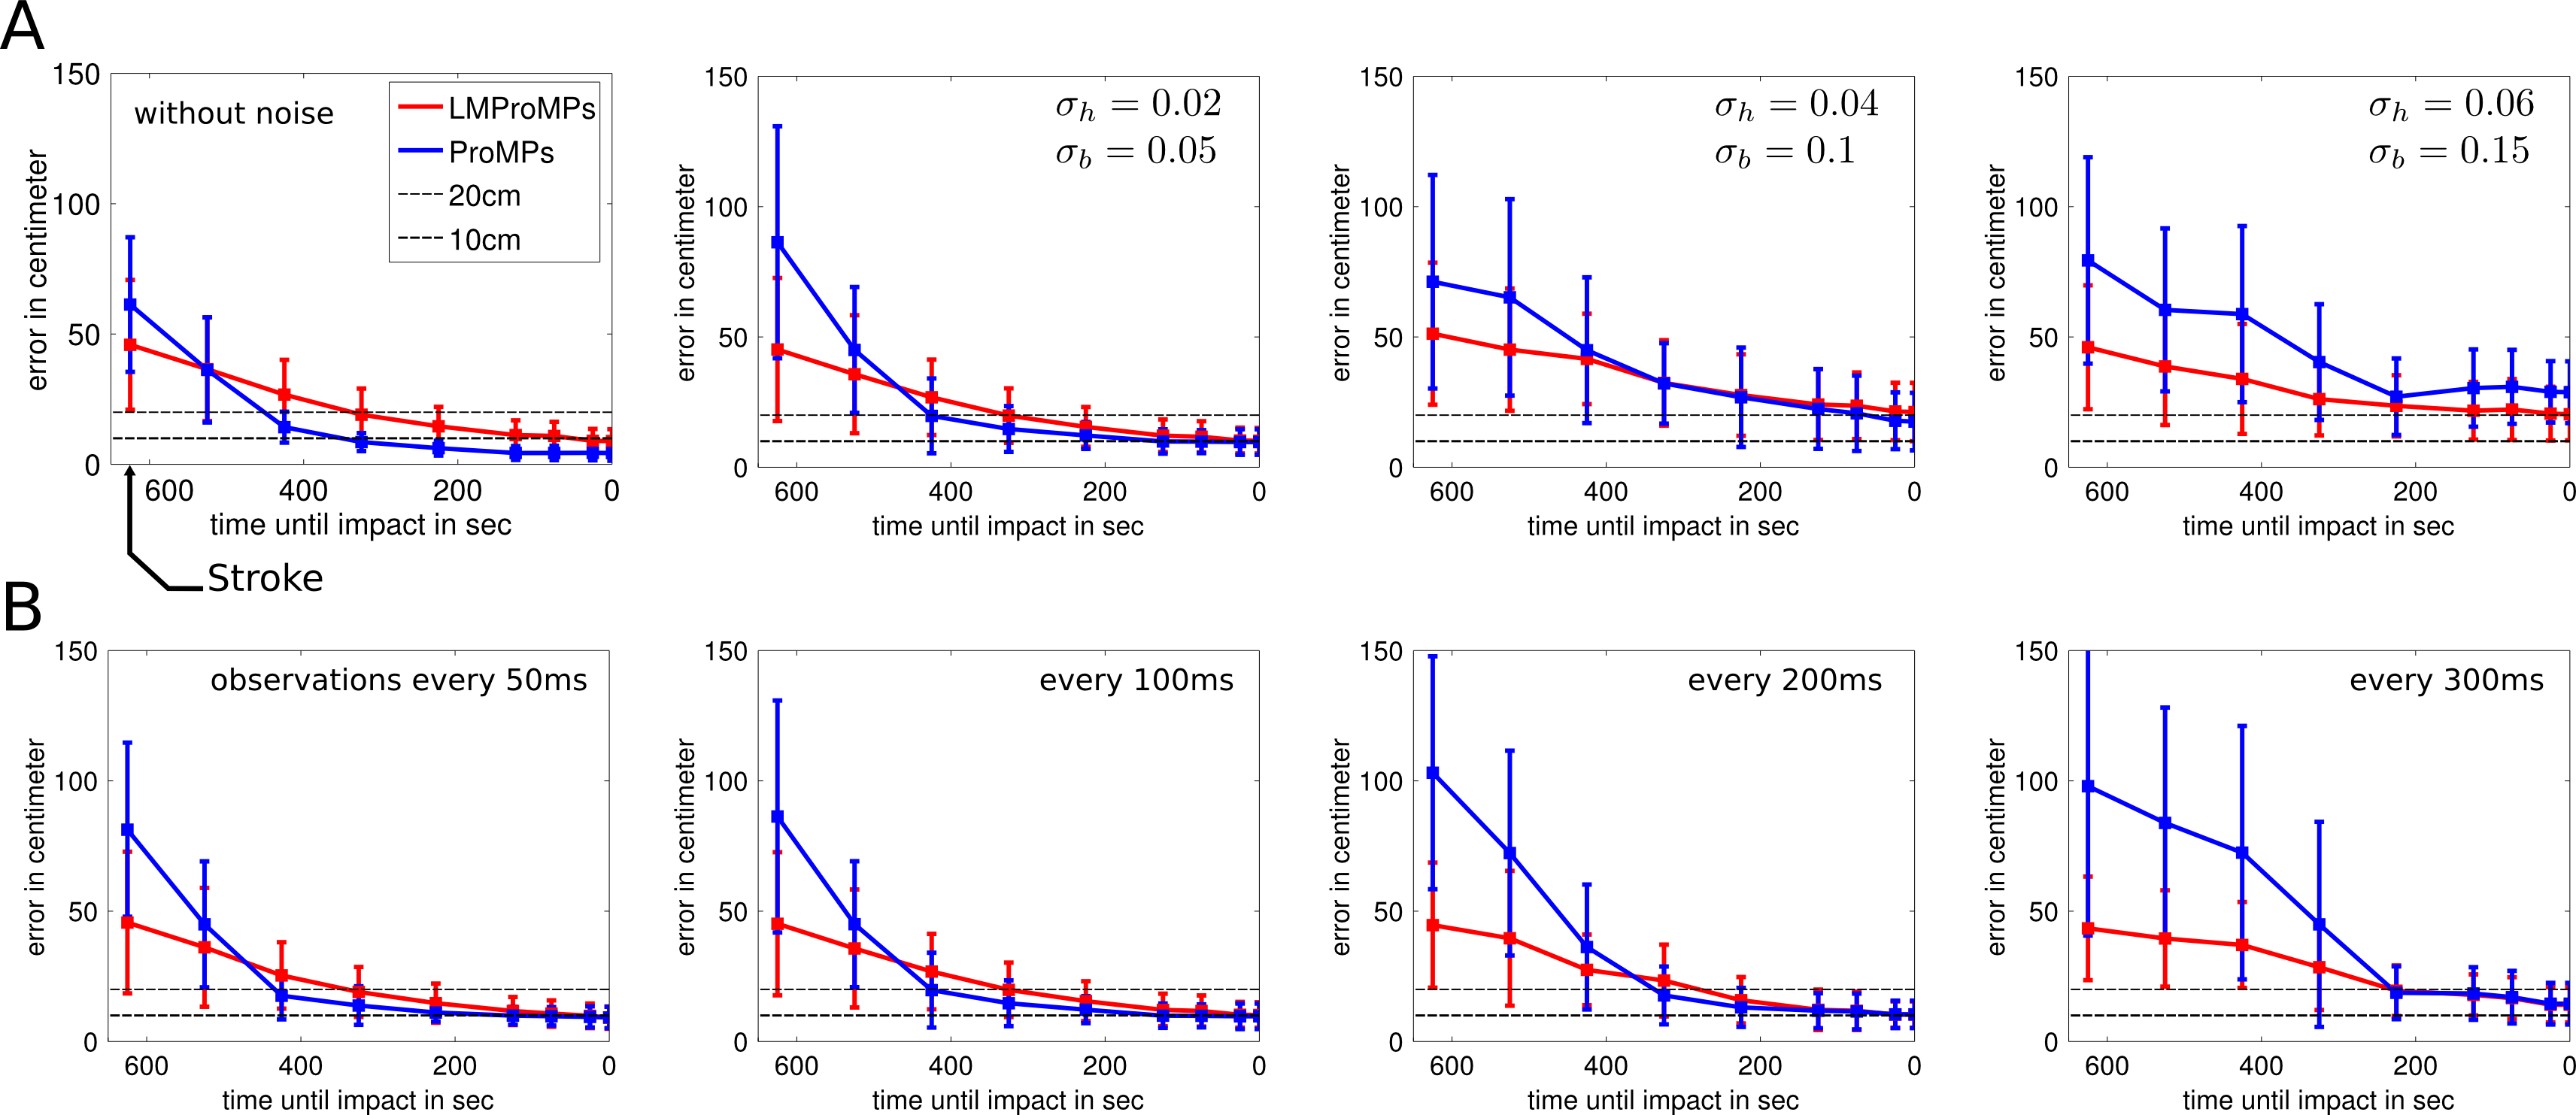 A
without noise
LMProMPs
ProMPs
20cm
10cm
150
100
50
0
600
400
200
0
error in centimeter
time until impact in sec
Stroke
σh = 0.02
σb = 0.05
150
100
50
0
600
400
200
0
error in centimeter
time until impact in sec
σh = 0.04
σb = 0.1
150
100
50
0
600
400
200
0
error in centimeter
time until impact in sec
σh = 0.06
σb = 0.15
150
100
50
0
600
400
200
0
error in centimeter
time until impact in sec
B
observations every 50ms
150
100
50
0
600
400
200
0
error in centimeter
time until impact in sec
every 100ms
150
100
50
0
600
400
200
0
error in centimeter
time until impact in sec
every 200ms
150
100
50
0
600
400
200
0
error in centimeter
time until impact in sec
every 300ms
150
100
50
0
600
400
200
0
error in centimeter
time until impact in sec